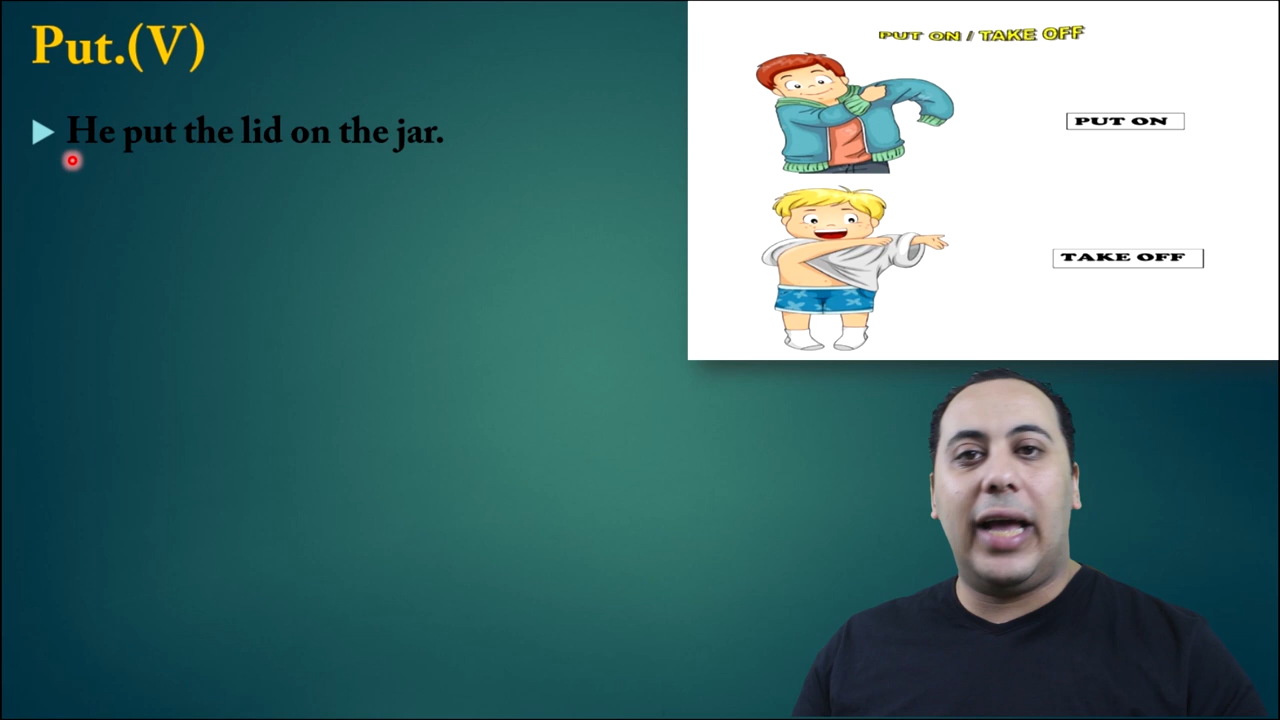 Put.(V)
He put the lid on the jar.
PUT ON / TAKE OFF
PUT ON
TAKE OFF